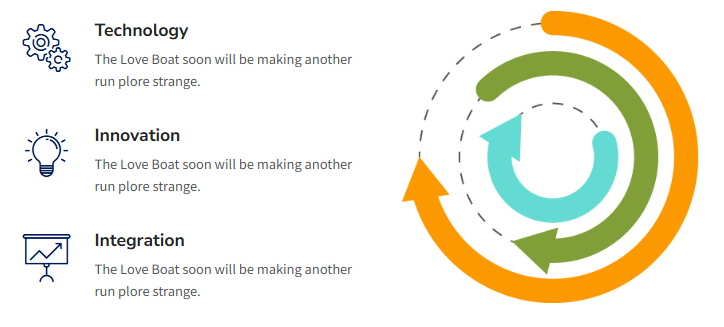 Technology
The Love Boat soon will be making another
run plore strange.
Innovation
The Love Boat soon will be making another
run plore strange.
Integration
The Love Boat soon will be making another
run plore strange.